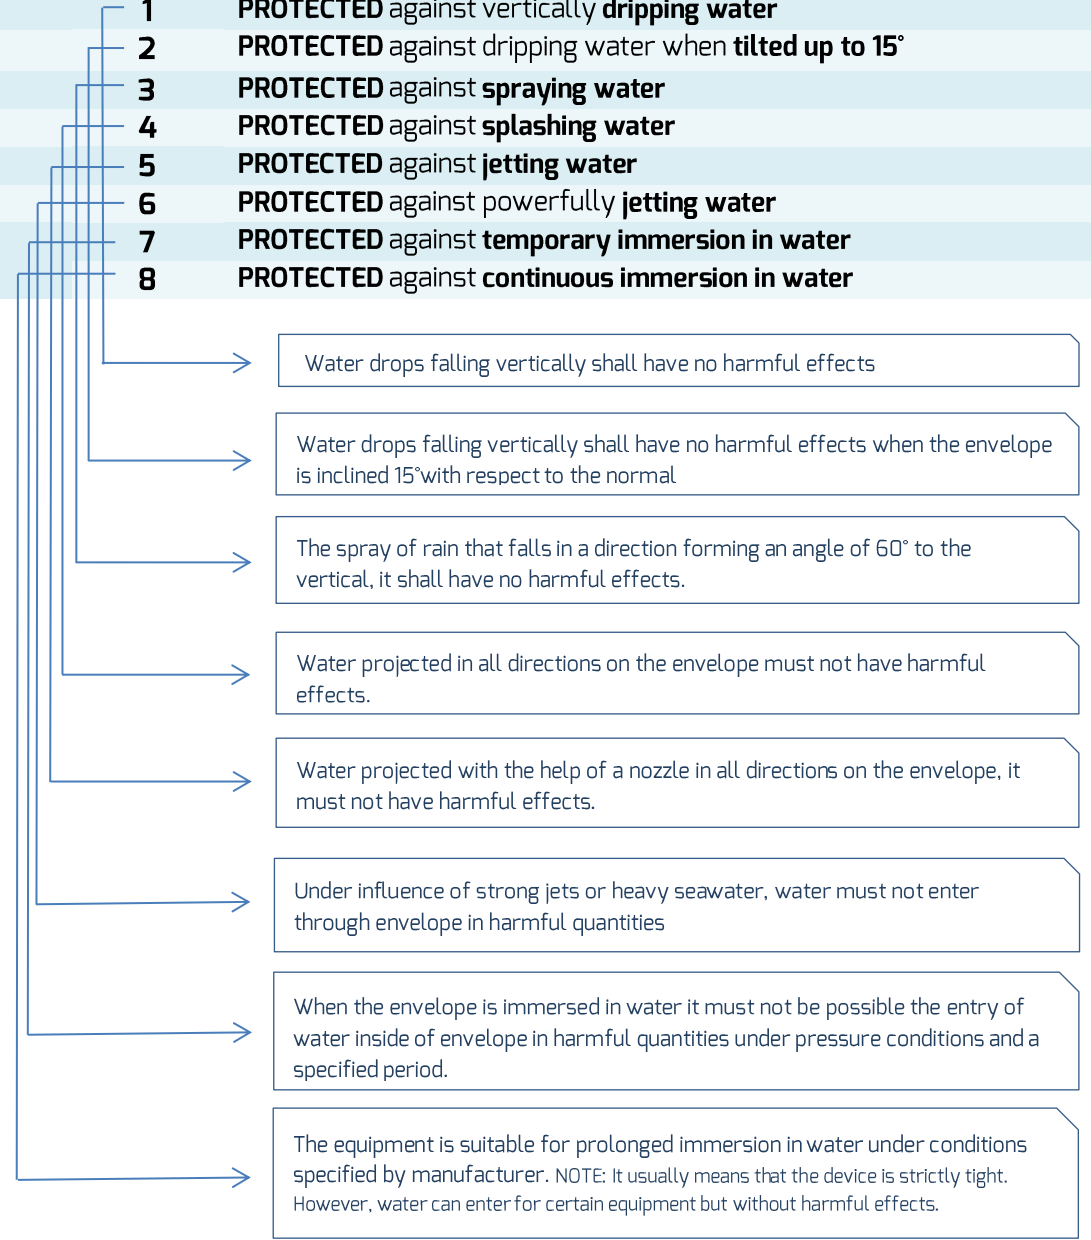 1 PROTECTED against vertically dripping water
2 PROTECTED against dripping water when tilted up to 15°
3 PROTECTED against spraying water
4 PROTECTED against splashing water
5 PROTECTED against jetting water
6 PROTECTED against powerfully jetting water
7 PROTECTED against temporary immersion in water
8 PROTECTED against continuous immersion in water
Water drops falling vertically shall have no harmful effects
Water drops falling vertically shall have no harmful effects when the envelope
is inclined 15°with respect to the normal
The spray of rain that falls in a direction forming an angle of 60° to the
vertical, it shall have no harmful effects.
Water projected in all directions on the envelope must not have harmful
effects.
Water projected with the help of a nozzle in all directions on the envelope, it
must not have harmful effects.
Under influence of strong jets or heavy seawater, water must not enter
through envelope in harmful quantities
When the envelope is immersed in water it must not be possible the entry of
water inside of envelope in harmful quantities under pressure conditions and a
specified period.
The equipment is suitable for prolonged immersion in water under conditions
specified by manufacturer. NOTE: It usually means that the device is strictly tight.
However, water can enter for certain equipment but without harmful effects.